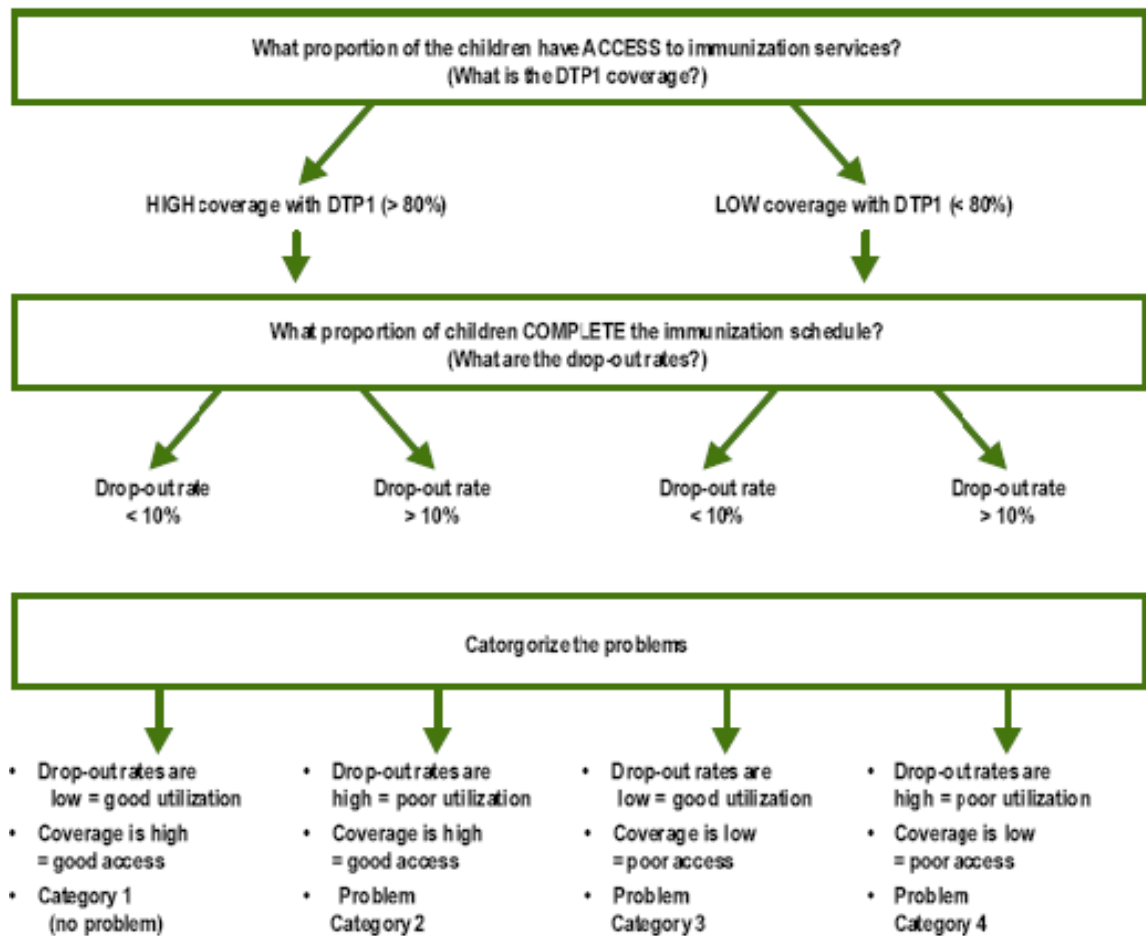 What proportion of the children have ACCESS to immunization services?
(What is the DTP1 coverage?)
HIGH coverage with DTP1 (> 80%)
LOW coverage with DTP1 (< 80%)
What proportion of children COMPLETE the immunization schedule?
(What are the drop-out rates?)
Drop-out rate
< 10%
Drop-out rate
> 10%
Drop-out rate
< 10%
Drop-out rate
> 10%
Catorgorize the problems
• Drop-out rates are
low = good utilization
• Coverage is high
= good access
• Category 1
(no problem)
• Drop-out rates are
high = poor utilization
• Coverage is high
= good access
• Problem
Category 2
• Drop-out rates are
low = good utilization
• Coverage is low
= poor access
• Problem
Category 3
• Drop-out rates are
high = poor utilization
• Coverage is low
= poor access
• Problem
Category 4